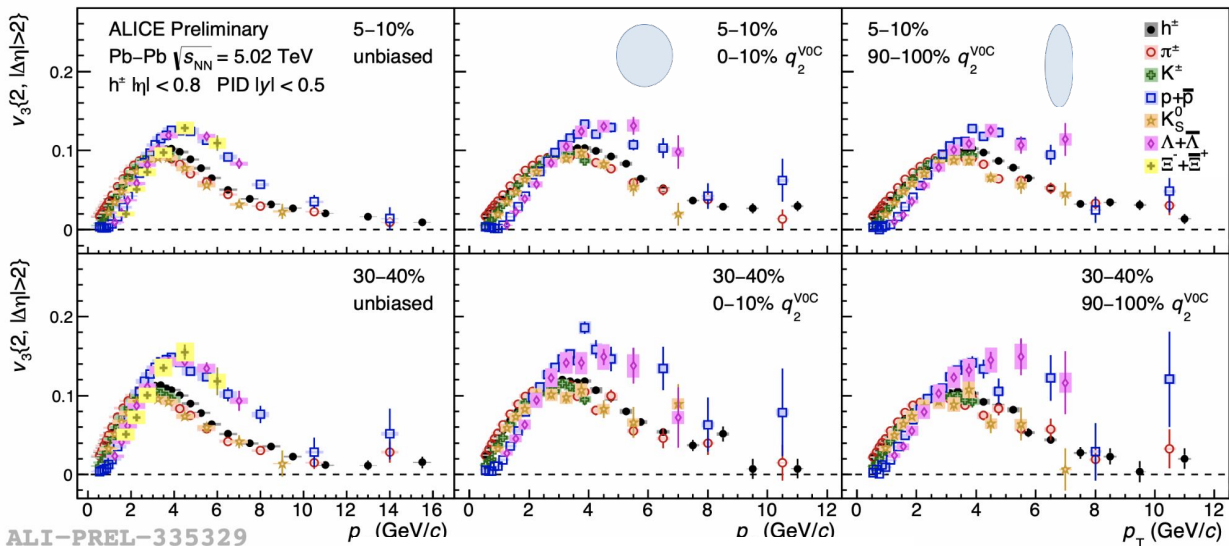 ALICE Preliminary
Pb–Pb √sNN = 5.02 TeV
h± |η| < 0.8 PID |y| < 0.5
5–10%
unbiased
5–10%
0–10% q2V0C
5–10%
90–100% q2V0C
h±
π±
K±
p+p̅
K0S
Λ+Λ̅
Ξ-+Ξ̅+
v3{2, |Δη|>2}
0.2
0.1
0
30–40%
unbiased
30–40%
0–10% q2V0C
30–40%
90–100% q2V0C
v3{2, |Δη|>2}
0.2
0.1
0
0 2 4 6 8 10 12 14 16
0 2 4 6 8 10 12
0 2 4 6 8 10 12 14
p (GeV/c)
p (GeV/c)
pT (GeV/c)
ALI-PREL-335329